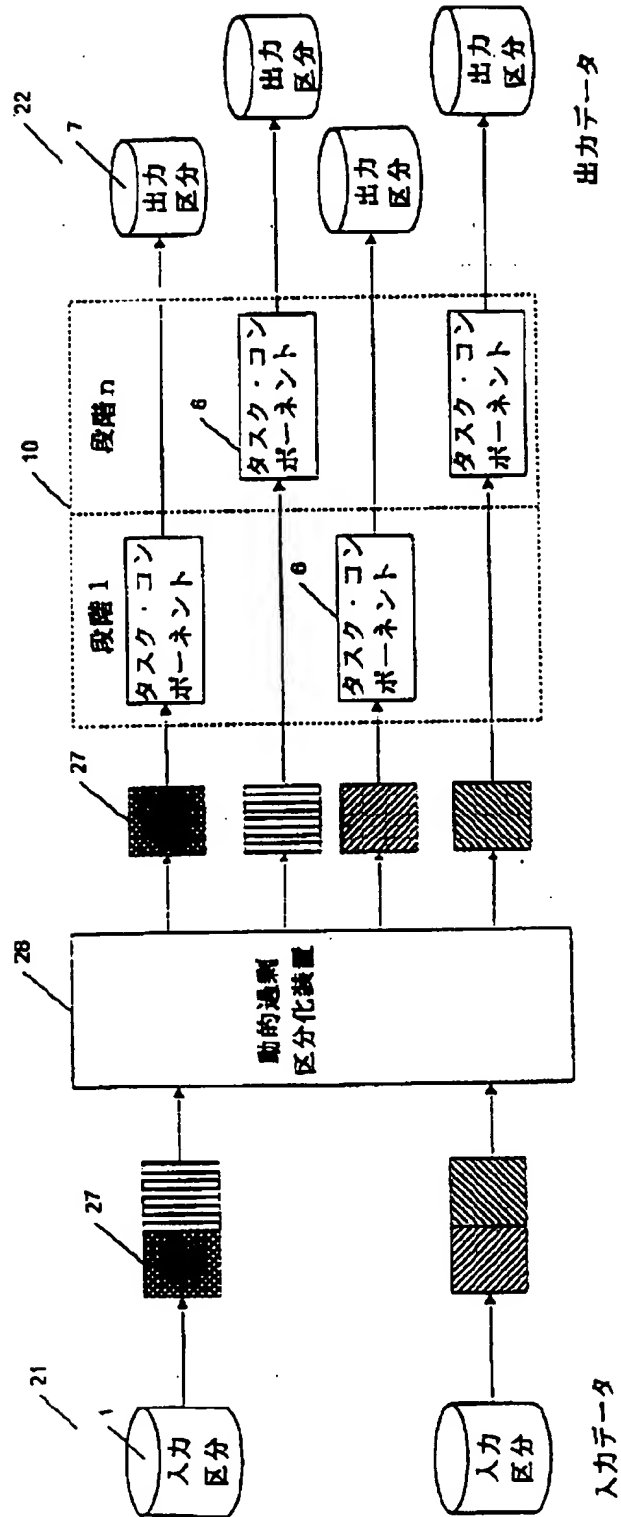 21
1
入力
区分
入力
区分
入力データ
27
28
動的過剰
区分化装置
27
10
段階1
段階n
タスク・コン
ポーネント
6
タスク・コン
ポーネント
6
タスク・コン
ポーネント
タスク・コン
ポーネント
22
7
出力
区分
出力
区分
出力
区分
出力
区分
出力データ